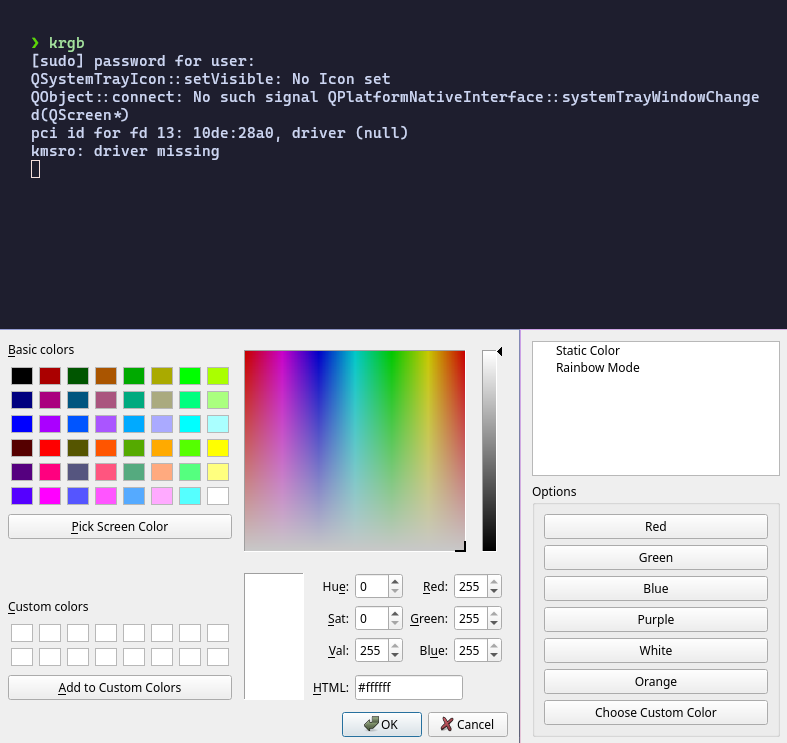 ❯ krgb
[sudo] password for user:
QSystemTrayIcon::setVisible: No Icon set
QObject::connect: No such signal QPlatformNativeInterface::systemTrayWindowChange
d(QScreen*)
pci id for fd 13: 10de:28a0, driver (null)
kmsro: driver missing
Basic colors
Pick Screen Color
Custom colors
Add to Custom Colors
Hue: 0
Red: 255
Sat: 0
Green: 255
Val: 255
Blue: 255
HTML: #ffffff
OK
Cancel
Static Color
Rainbow Mode
Options
Red
Green
Blue
Purple
White
Orange
Choose Custom Color